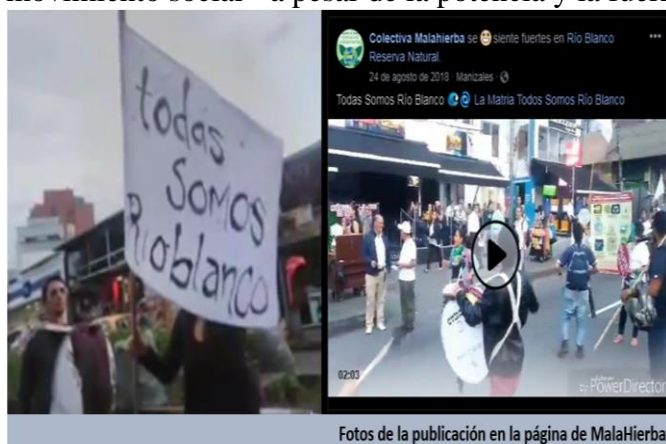 movimiento social - a pesar de la potencia y la fuer
todas
somos
Rioblanco
Colectiva Malahierba se siente fuertes en Río Blanco
Reserva Natural.
24 de agosto de 2018 · Manizales ·
Todas Somos Río Blanco La Matria Todos Somos Río Blanco
02:03
PowerDirector
Fotos de la publicación en la página de MalaHierba